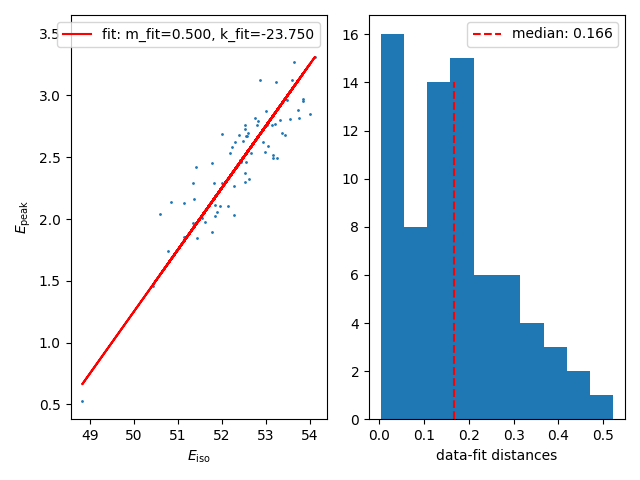 fit: m_fit=0.500, k_fit=-23.750
3.5
3.0
2.5
2.0
1.5
1.0
0.5
E_peak
49 50 51 52 53 54
E_iso
median: 0.166
16
14
12
10
8
6
4
2
0
0.0 0.1 0.2 0.3 0.4 0.5
data-fit distances